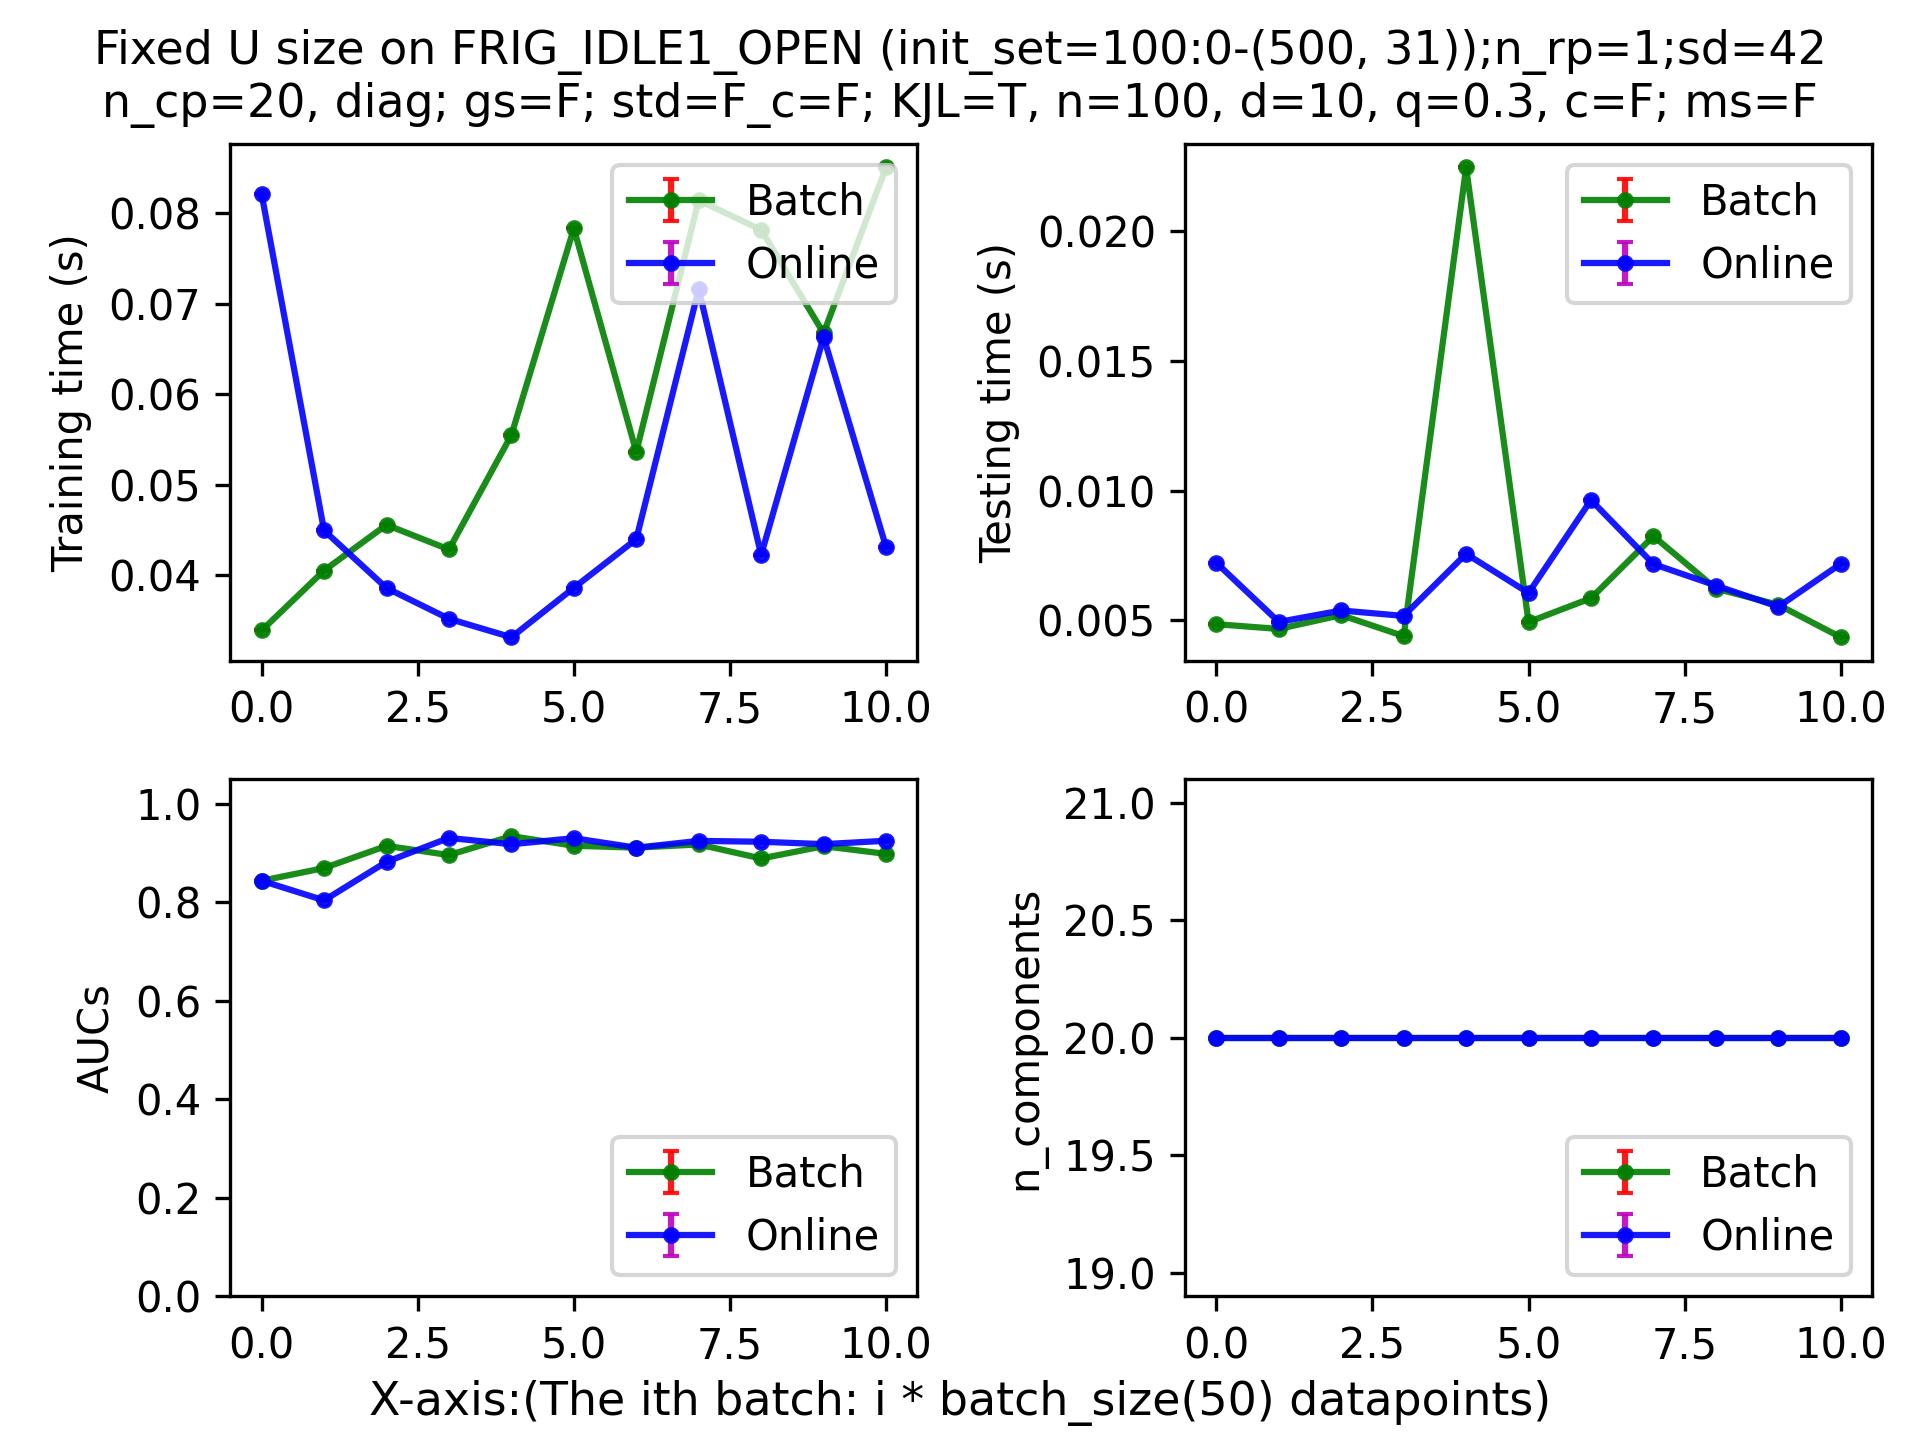 Fixed U size on FRIG_IDLE1_OPEN (init_set=100:0-(500, 31));n_rp=1;sd=42
n_cp=20, diag; gs=F; std=F_c=F; KJL=T, n=100, d=10, q=0.3, c=F; ms=F
Training time (s)
0.08
0.07
0.06
0.05
0.04
0.0 2.5 5.0 7.5 10.0
Batch
Online
Testing time (s)
0.020
0.015
0.010
0.005
0.0 2.5 5.0 7.5 10.0
Batch
Online
AUCs
1.0
0.8
0.6
0.4
0.2
0.0
0.0 2.5 5.0 7.5 10.0
Batch
Online
n_components
21.0
20.5
20.0
19.5
19.0
0.0 2.5 5.0 7.5 10.0
Batch
Online
X-axis:(The ith batch: i * batch_size(50) datapoints)